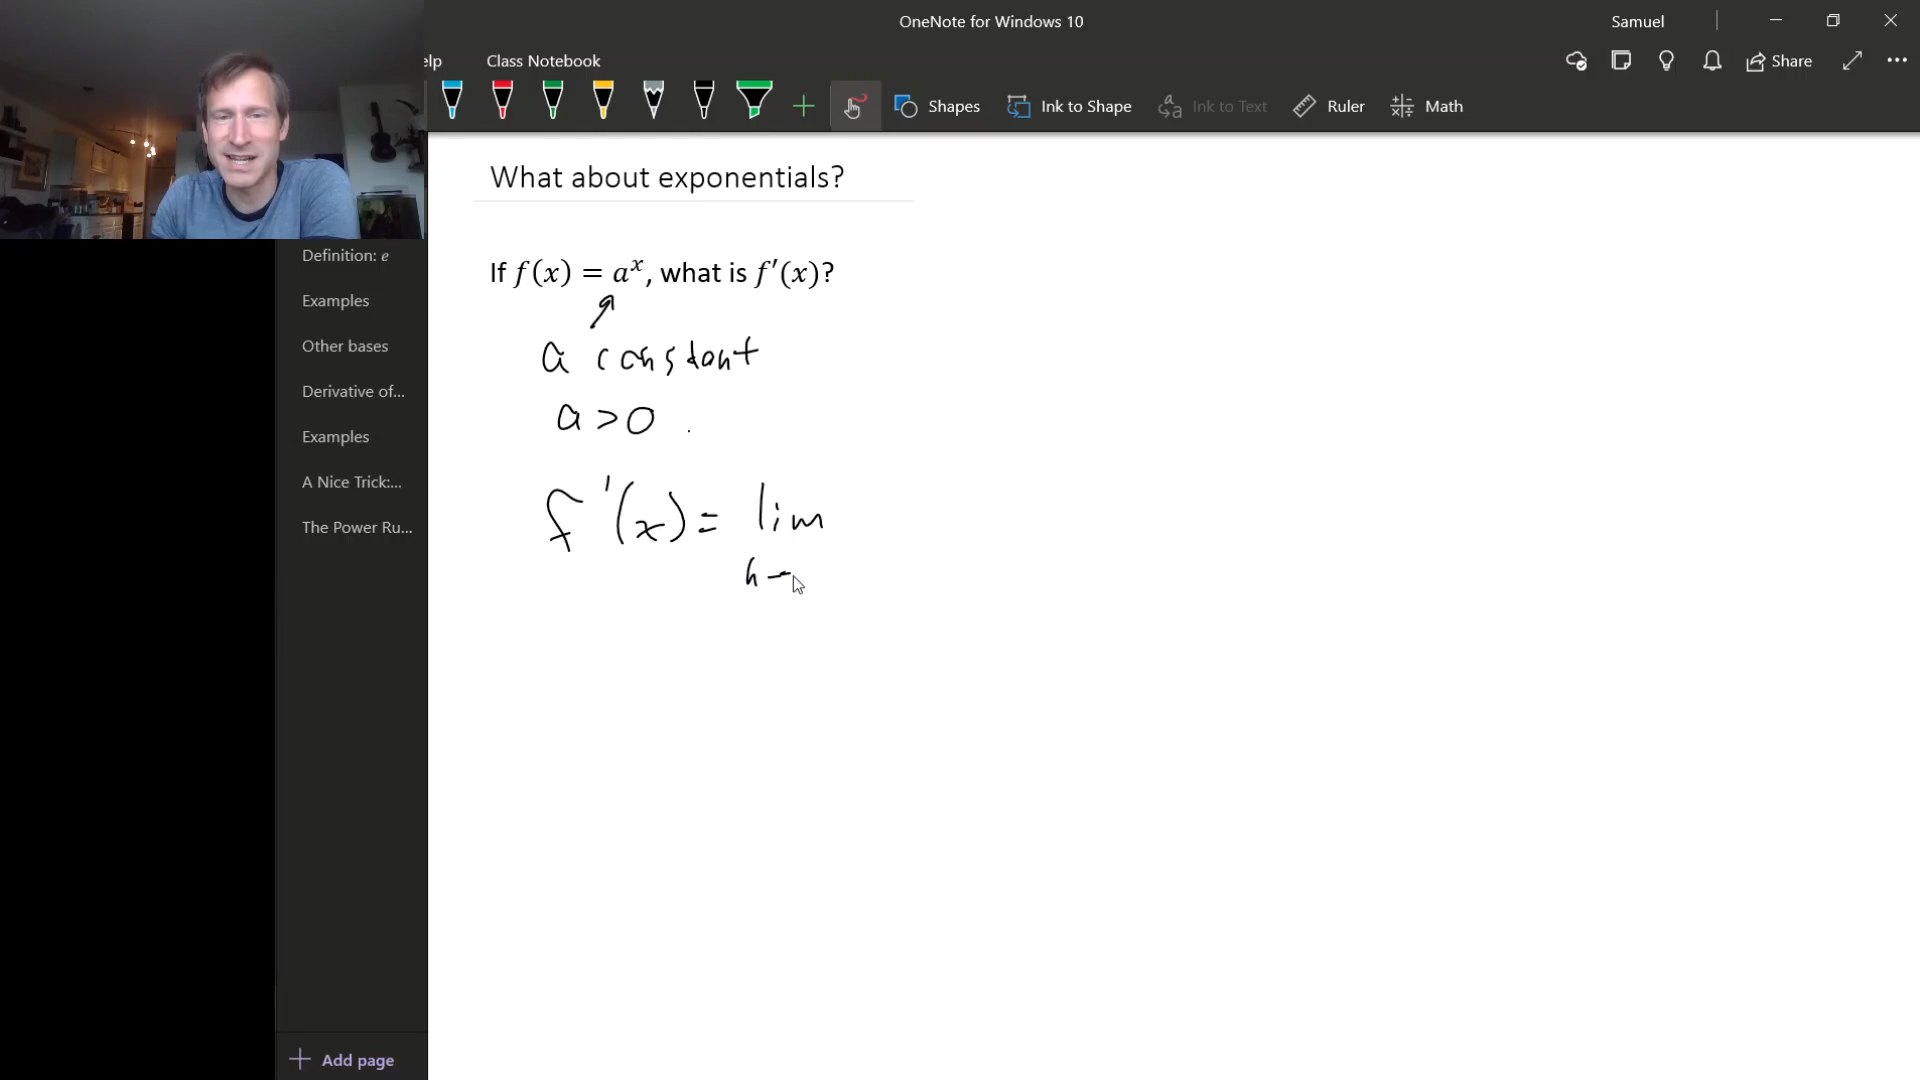 OneNote for Windows 10
Samuel
elp
Class Notebook
Share
Shapes
Ink to Shape
Ink to Text
Ruler
Math
What about exponentials?
Definition: e
Examples
Other bases
Derivative of...
Examples
A Nice Trick:...
The Power Ru...
Add page
If f(x) = a^x, what is f′(x)?
a constant
a > 0 .
f'(x) = lim
h -